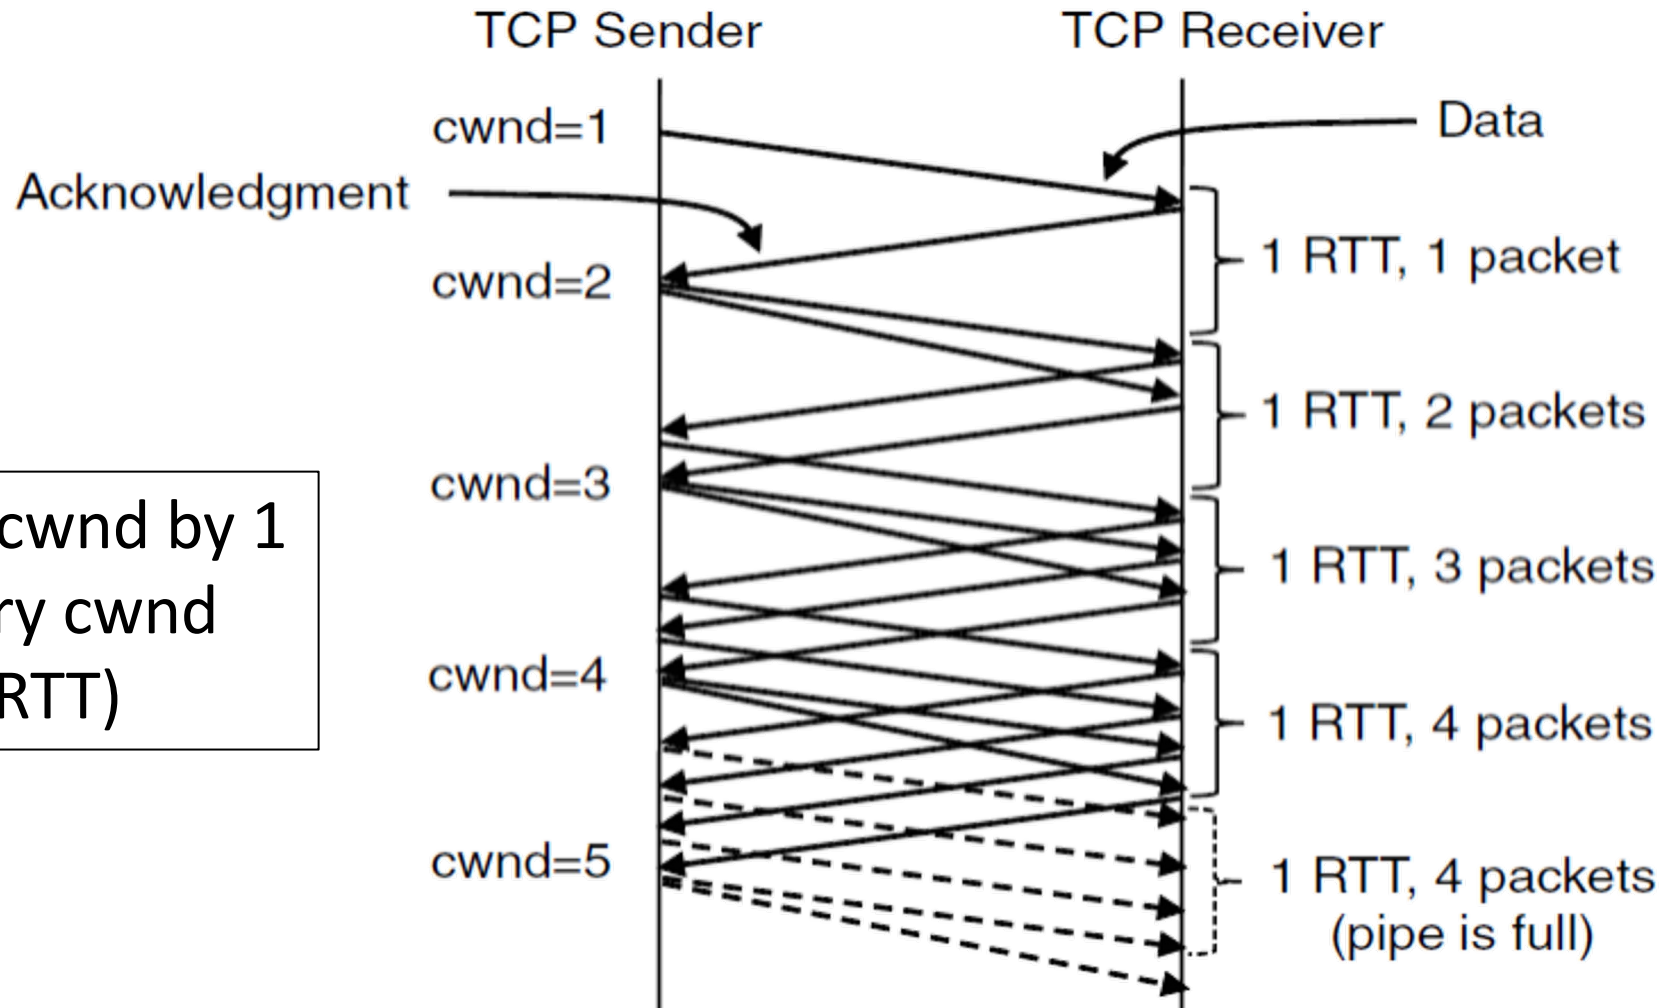 TCP Sender
TCP Receiver
cwnd=1
Data
Acknowledgment
1 RTT, 1 packet
cwnd=2
1 RTT, 2 packets
cwnd=3
cwnd by 1
cwnd
RTT)
1 RTT, 3 packets
cwnd=4
1 RTT, 4 packets
cwnd=5
1 RTT, 4 packets
(pipe is full)